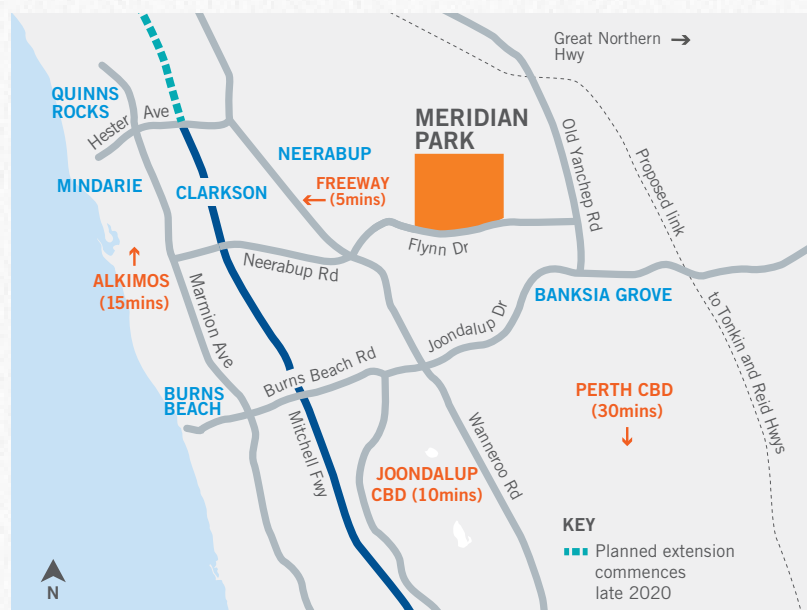 Great Northern
Hwy →
QUINNS
ROCKS
Hester Ave
MERIDIAN
PARK
NEERABUP
Old Yanchep Rd
Proposed link
MINDARIE
CLARKSON
← FREEWAY
(5mins)
Flynn Dr
↑
ALKIMOS
(15mins)
Neerabup Rd
BANKSIA GROVE
Marmion Ave
Joondalup Dr
to Tonkin and Reid Hwys
Burns Beach Rd
BURNS
BEACH
PERTH CBD
(30mins)
↓
Mitchell Fwy
Wanneroo Rd
JOONDALUP
CBD (10mins)
KEY
Planned extension
commences
late 2020
N